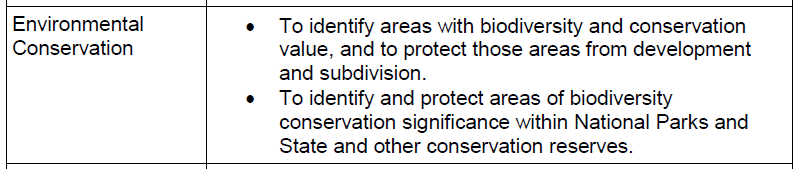 Environmental
Conservation
• To identify areas with biodiversity and conservation
value, and to protect those areas from development
and subdivision.
• To identify and protect areas of biodiversity
conservation significance within National Parks and
State and other conservation reserves.